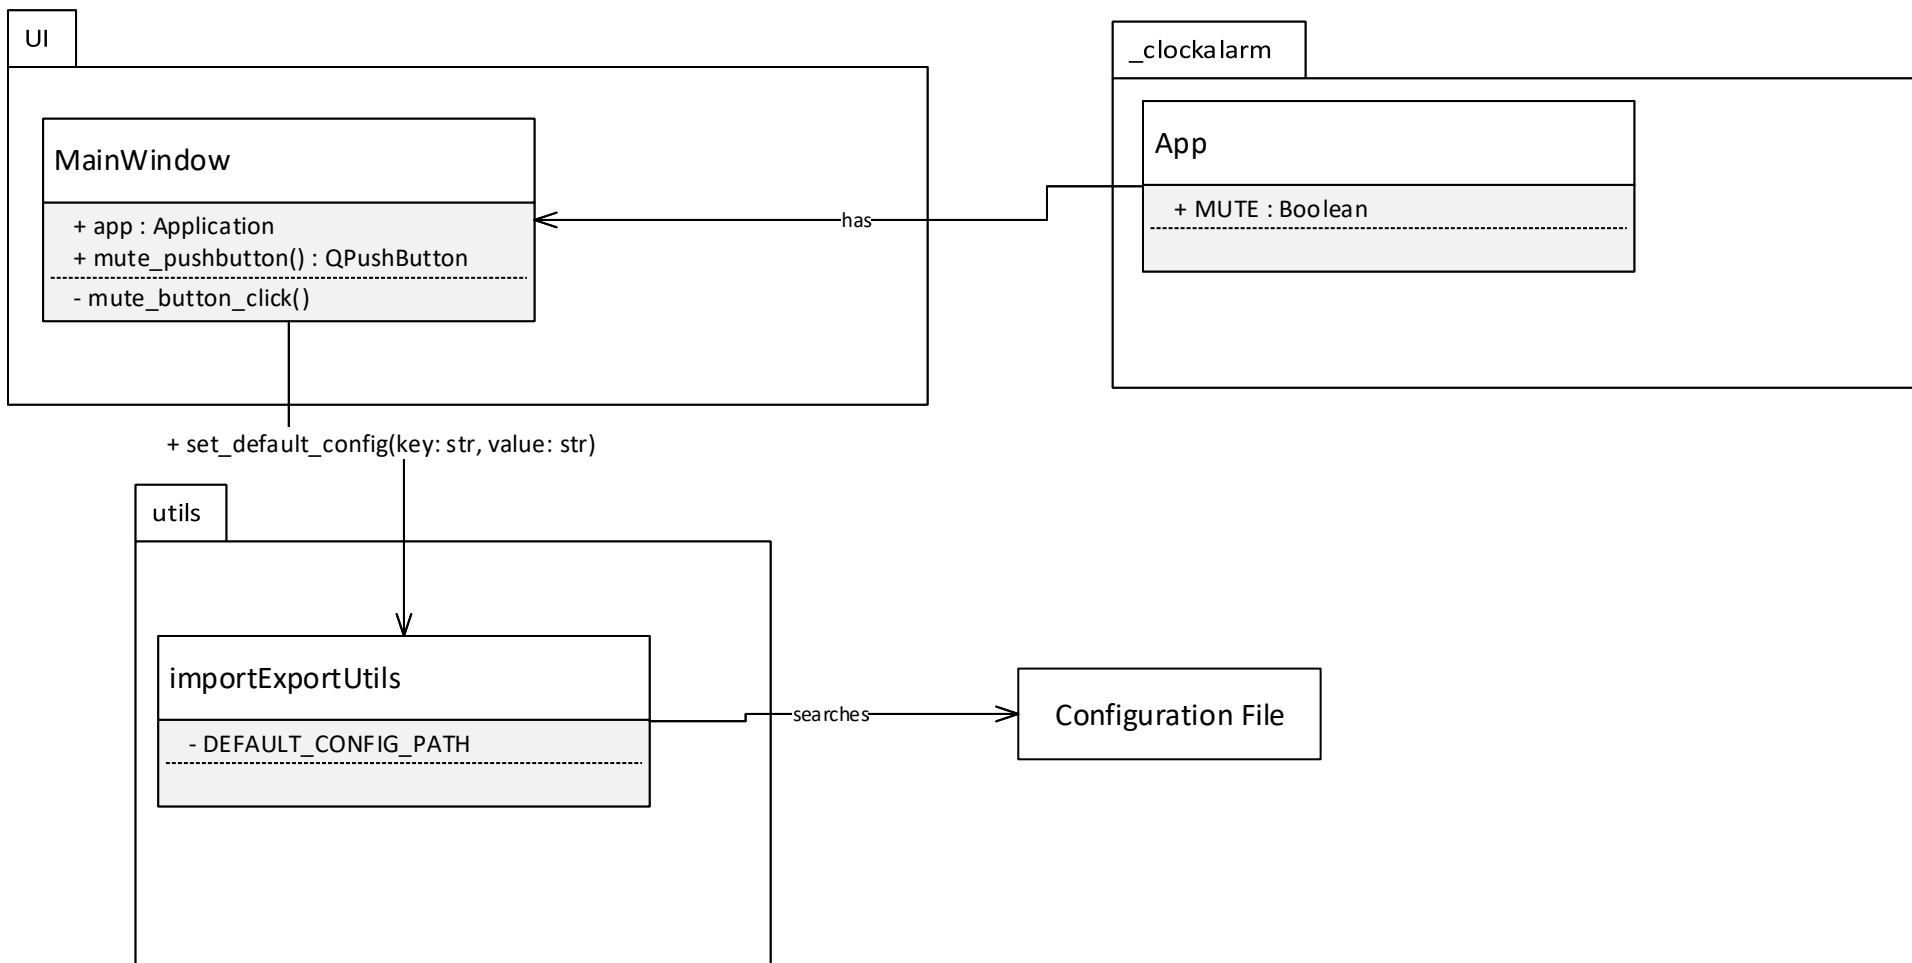 UI
_clockalarm
MainWindow
+ app : Application
+ mute_pushbutton() : QPushButton
- mute_button_click()
has
App
+ MUTE : Boolean
+ set_default_config(key: str, value: str)
utils
importExportUtils
- DEFAULT_CONFIG_PATH
searches
Configuration File